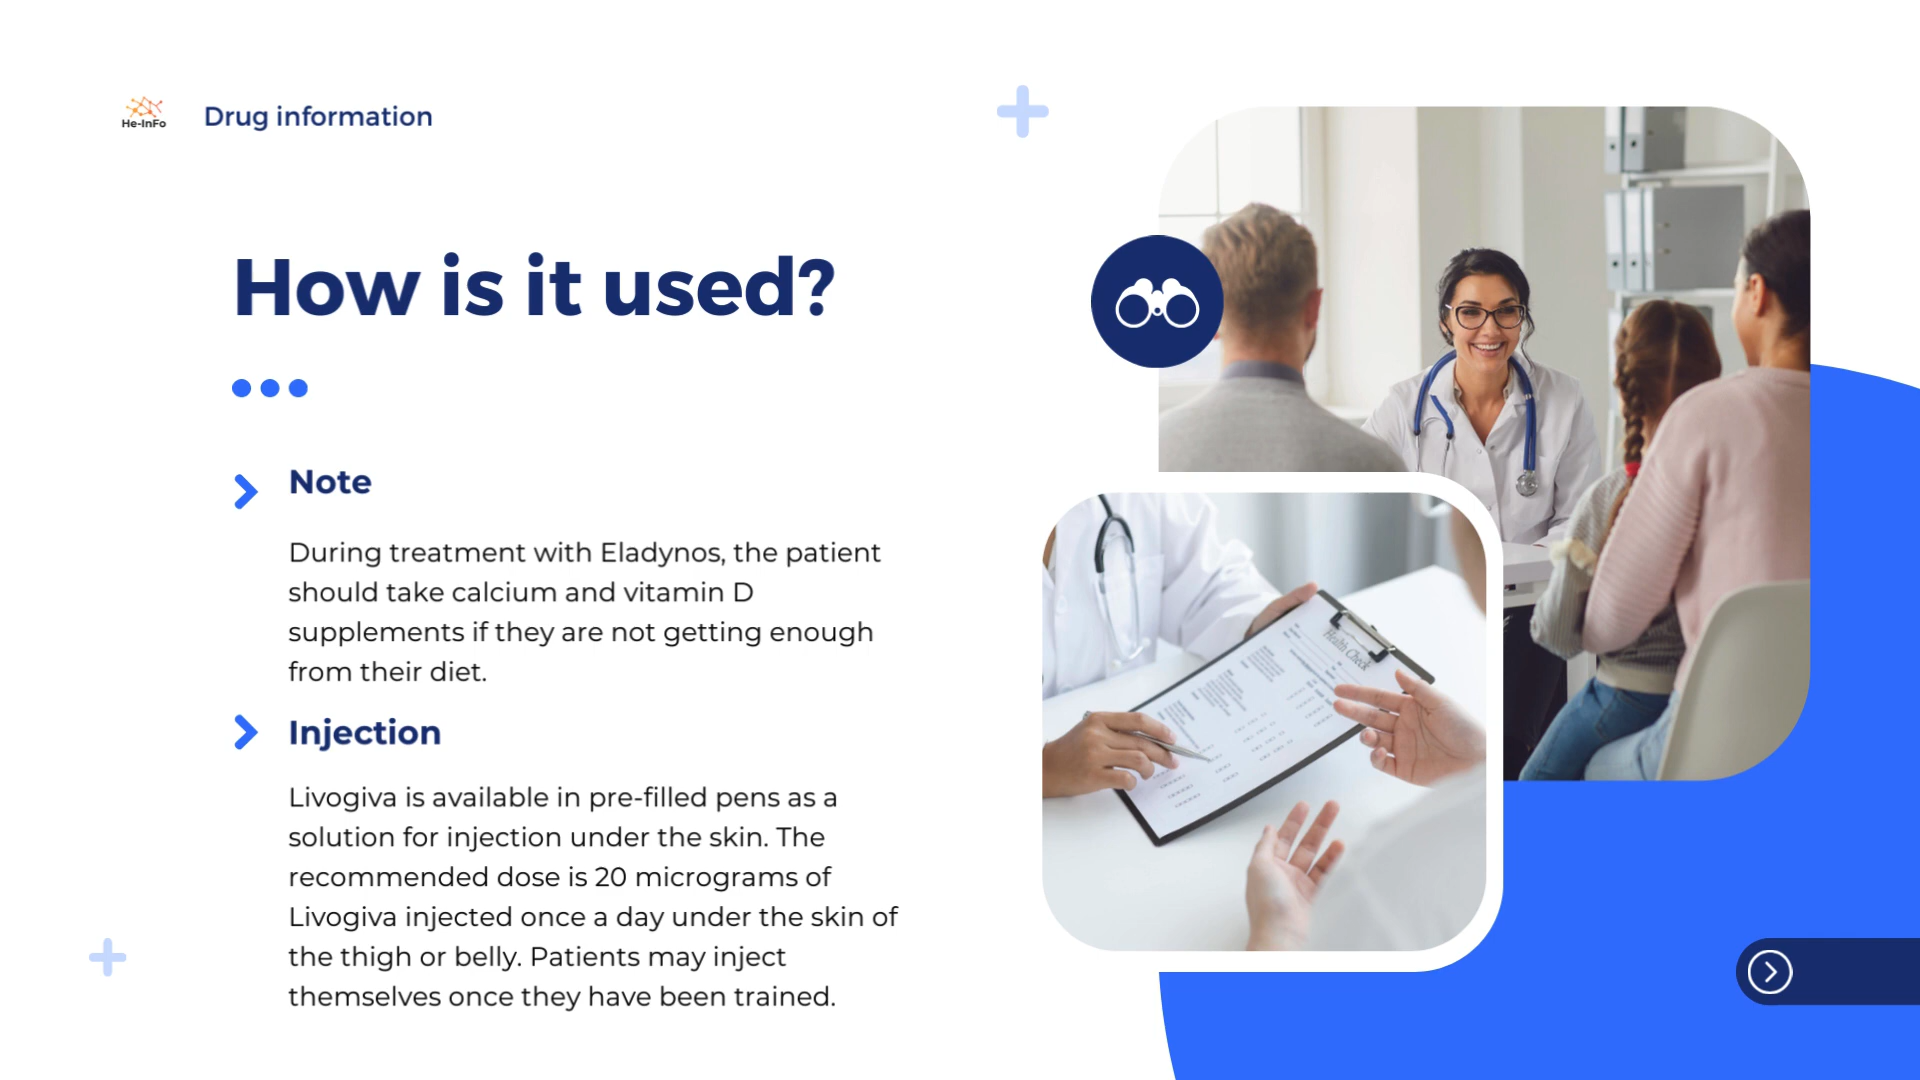 He-InFo
Drug information
How is it used?
Note
During treatment with Eladynos, the patient
should take calcium and vitamin D
supplements if they are not getting enough
from their diet.
Injection
Livogiva is available in pre-filled pens as a
solution for injection under the skin. The
recommended dose is 20 micrograms of
Livogiva injected once a day under the skin of
the thigh or belly. Patients may inject
themselves once they have been trained.
Health Check